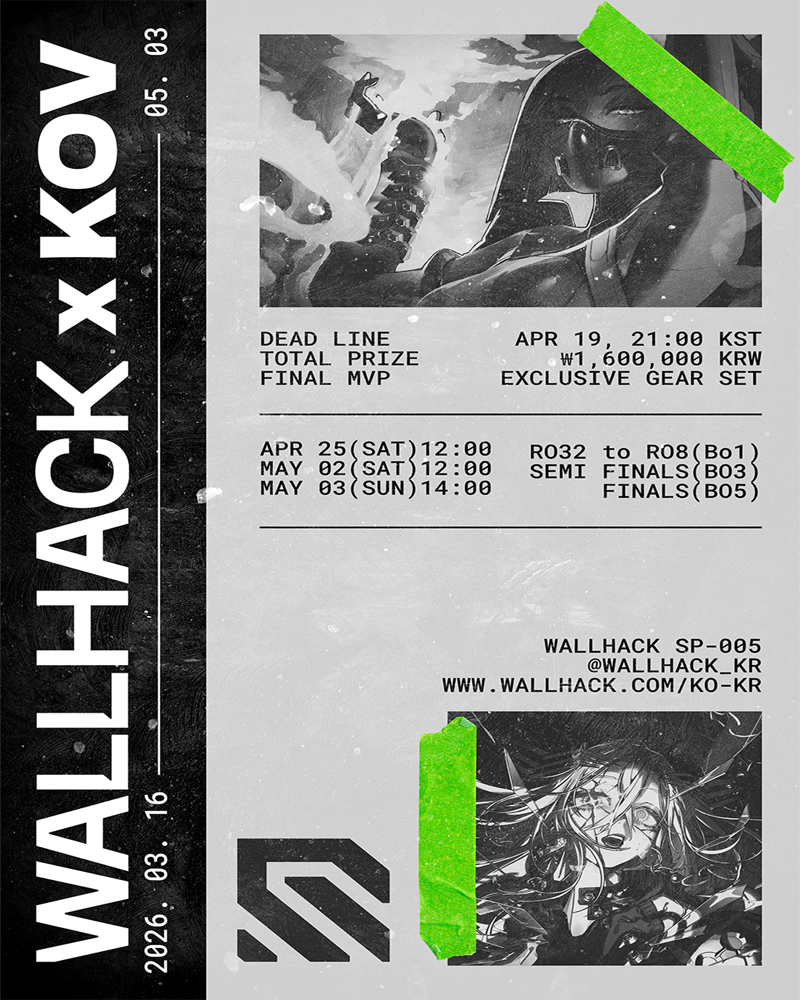 WALLHACK x KOV
2026. 03. 16 05. 03
DEAD LINE APR 19, 21:00 KST
TOTAL PRIZE ₩1,600,000 KRW
FINAL MVP EXCLUSIVE GEAR SET
APR 25(SAT)12:00 RO32 to RO8(Bo1)
MAY 02(SAT)12:00 SEMI FINALS(BO3)
MAY 03(SUN)14:00 FINALS(BO5)
WALLHACK SP-005
@WALLHACK_KR
WWW.WALLHACK.COM/KO-KR